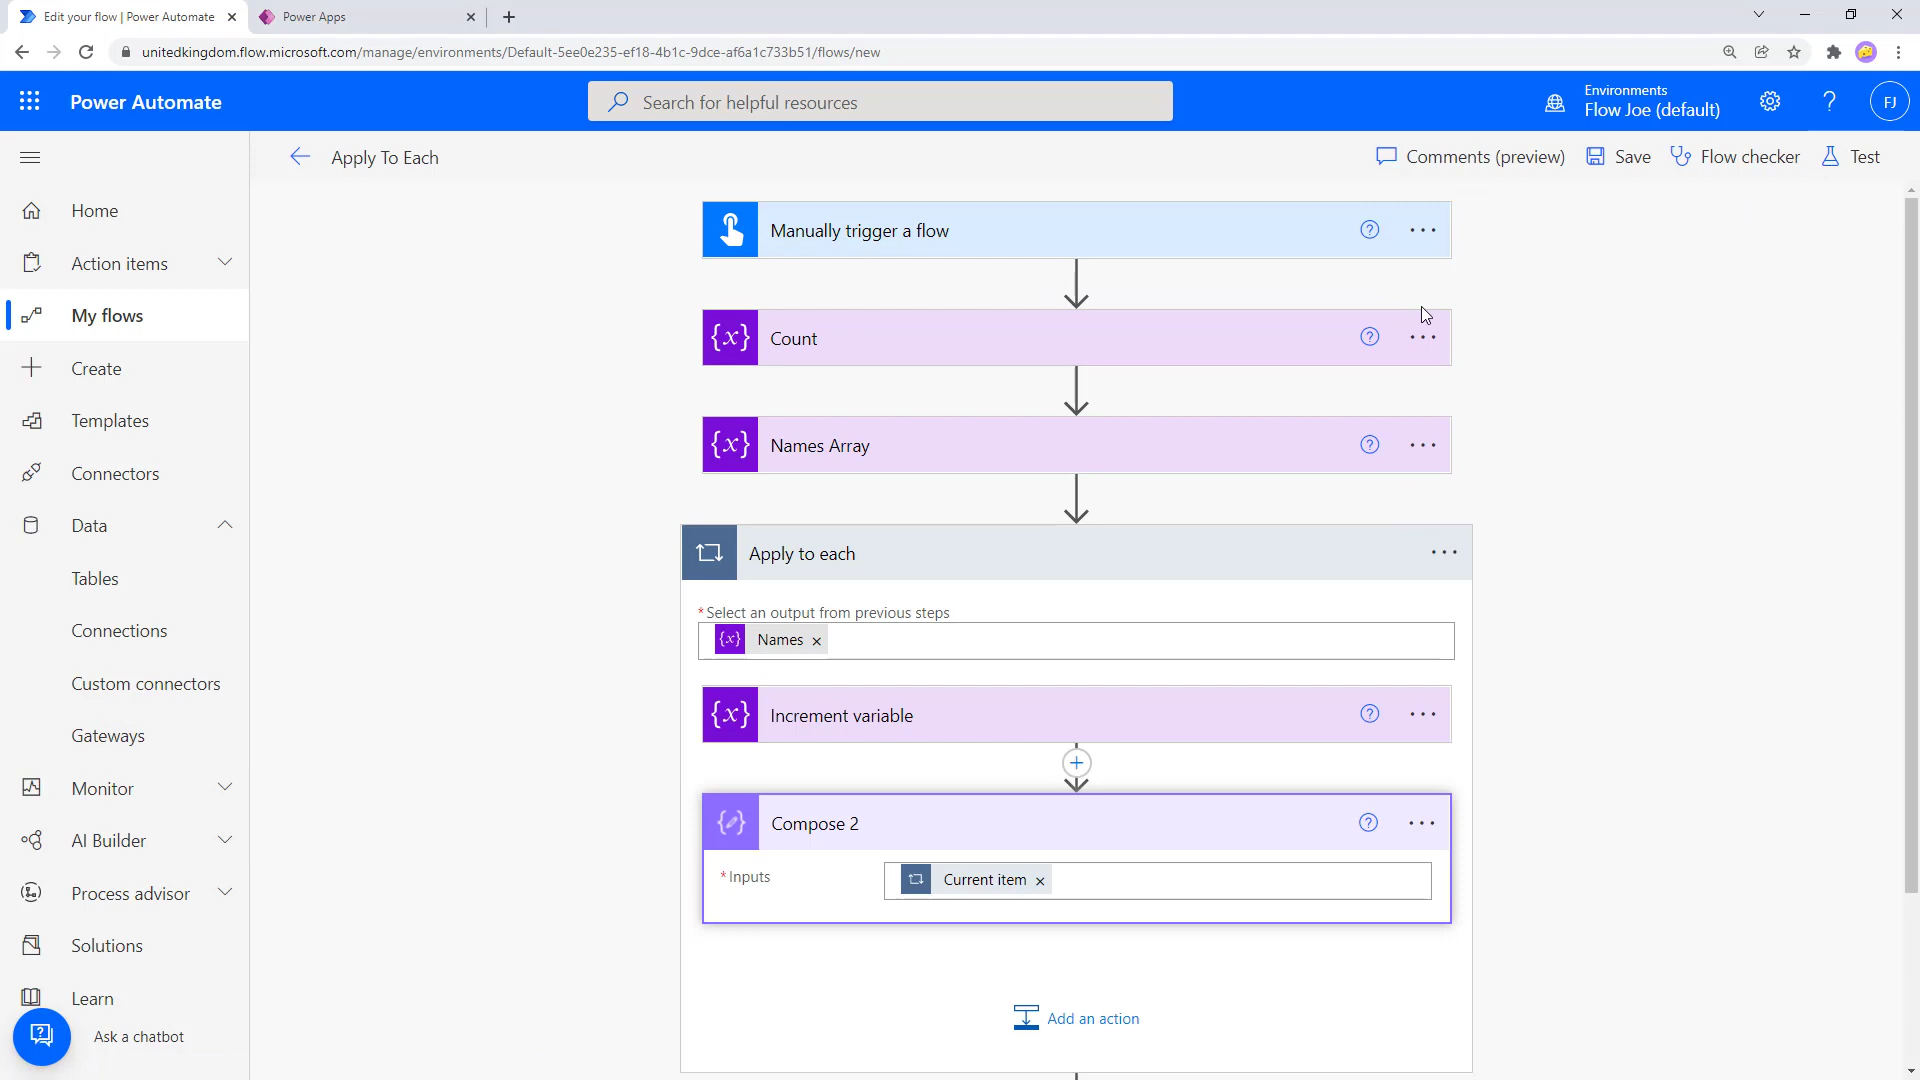 Edit your flow | Power Automate
Power Apps
unitedkingdom.flow.microsoft.com/manage/environments/Default-5ee0e235-ef18-4b1c-9dce-af6a1c733b51/flows/new
Power Automate
Search for helpful resources
Environments
Flow Joe (default)
FJ
Apply To Each
Comments (preview)
Save
Flow checker
Test
Home
Action items
My flows
Create
Templates
Connectors
Data
Tables
Connections
Custom connectors
Gateways
Monitor
AI Builder
Process advisor
Solutions
Learn
Ask a chatbot
Manually trigger a flow
{x} Count
{x} Names Array
Apply to each
* Select an output from previous steps
{x} Names ×
{x} Increment variable
Compose 2
* Inputs
Current item ×
Add an action